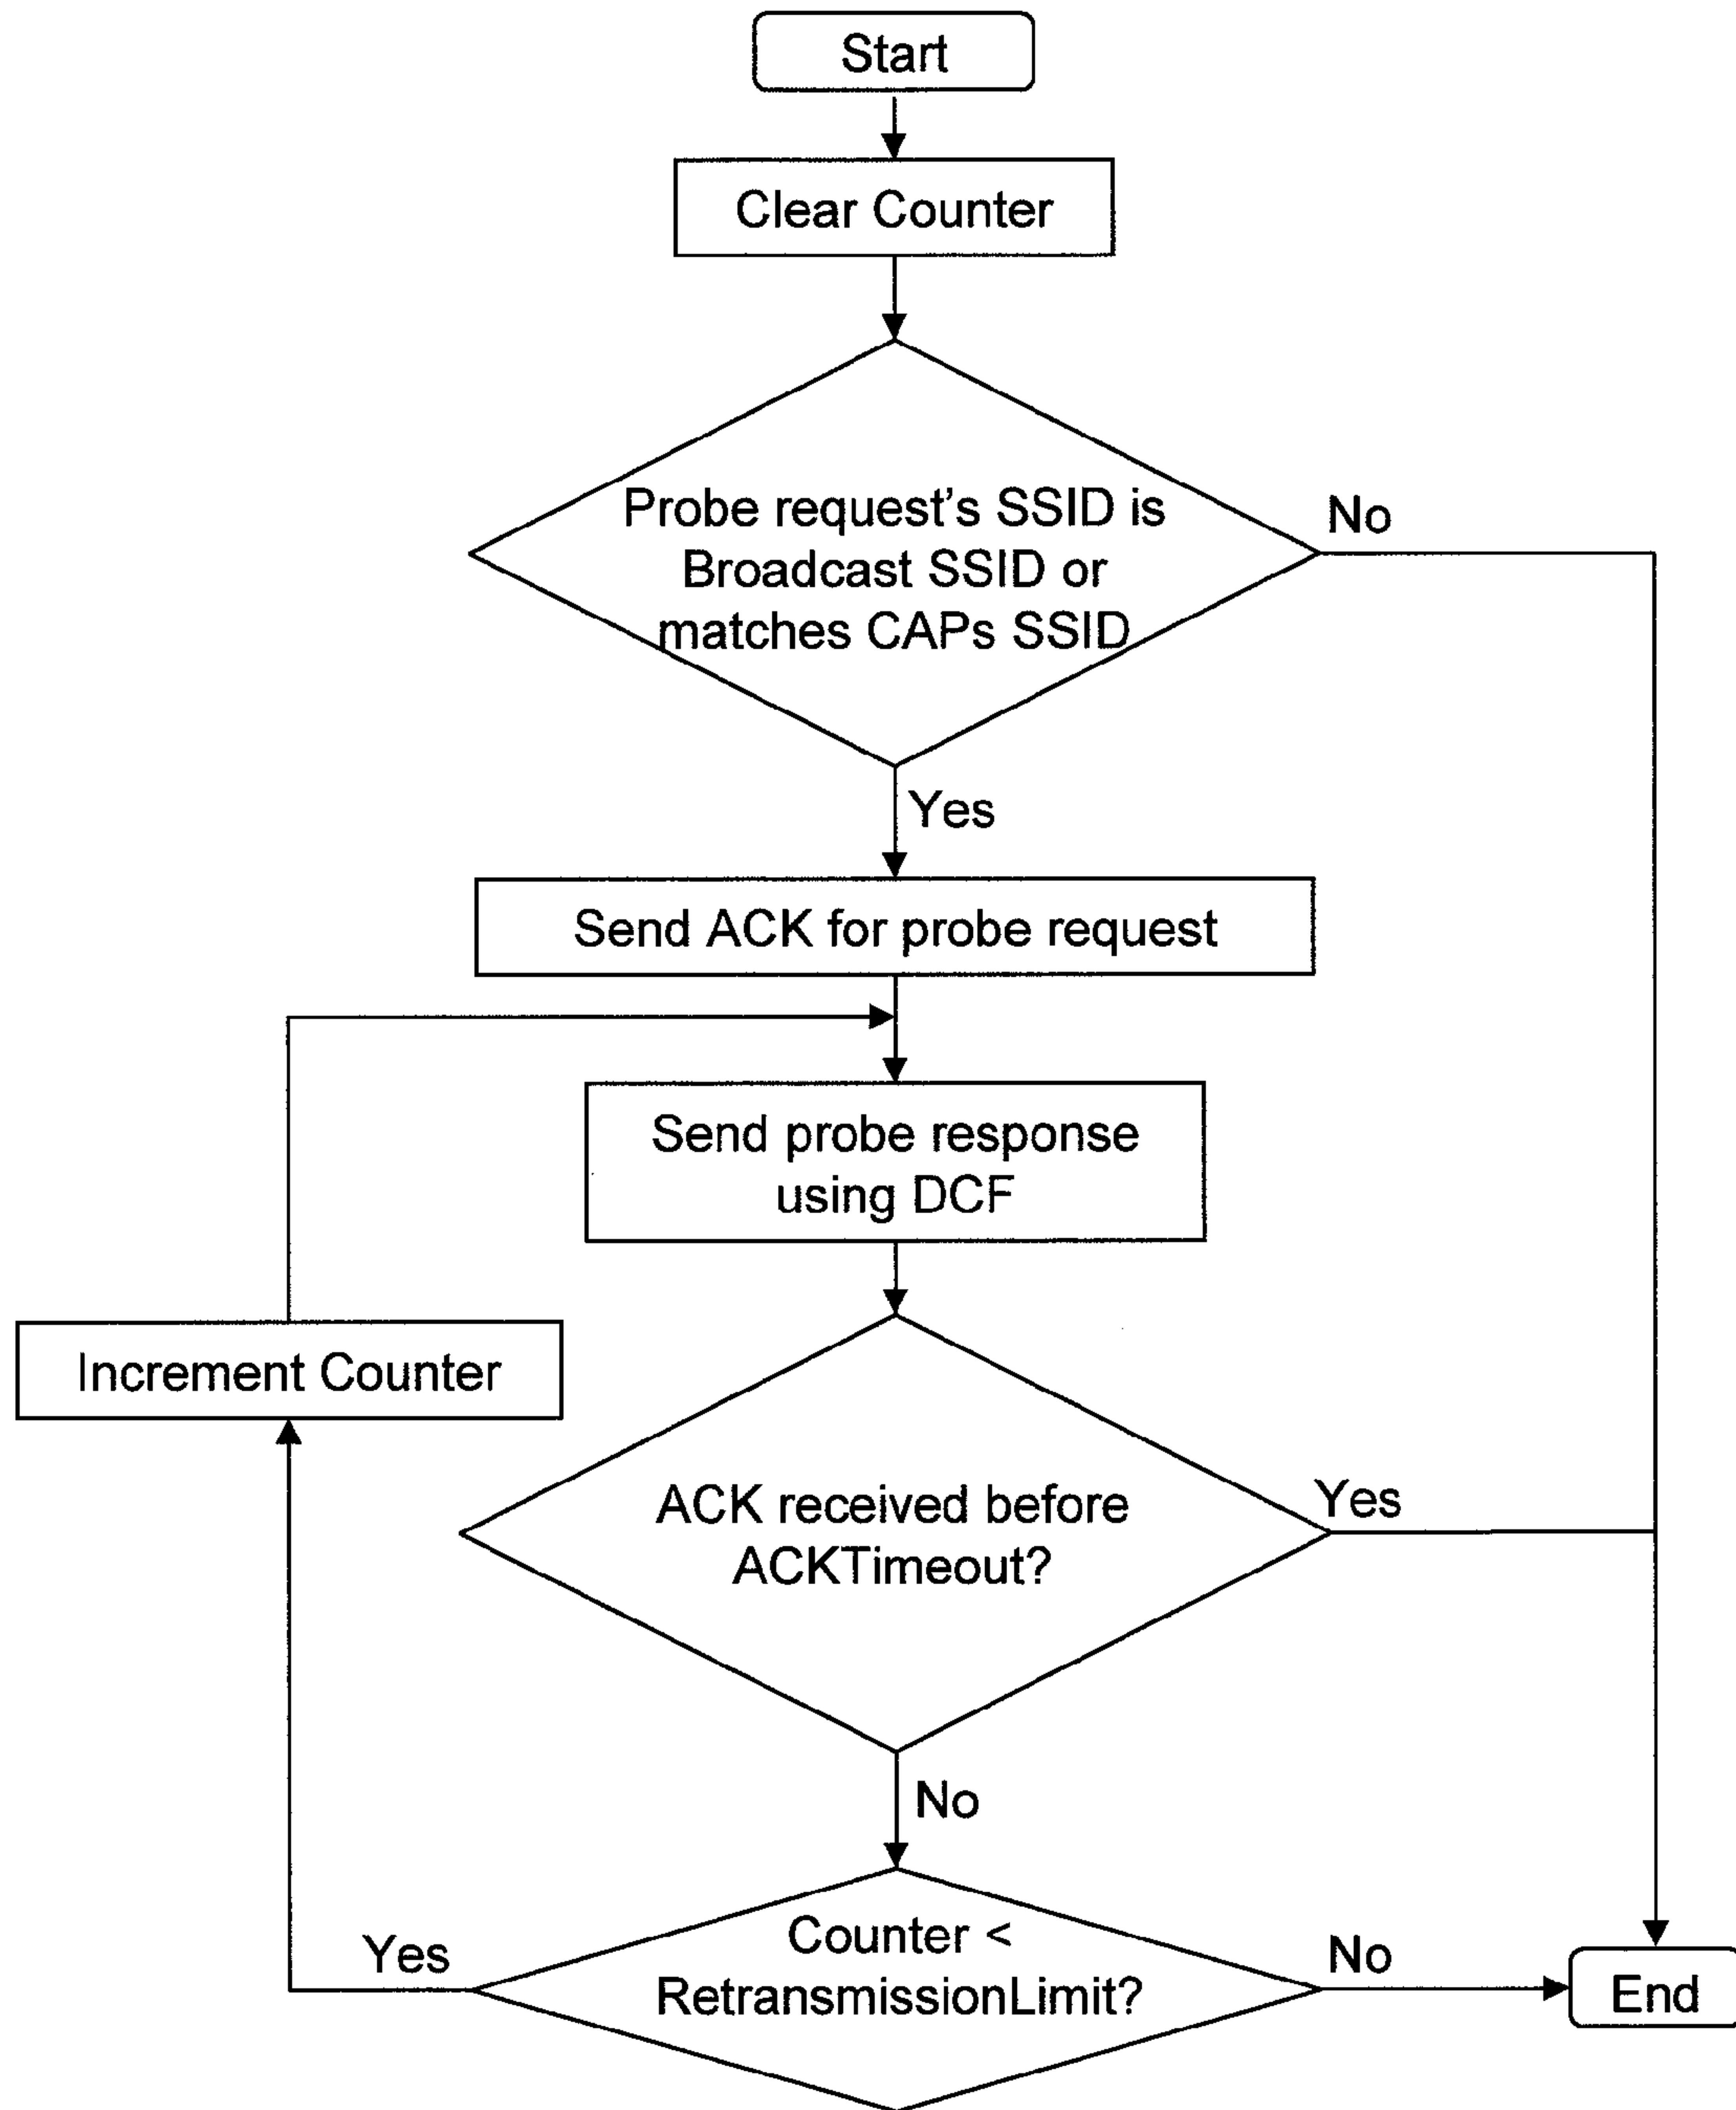 Start
Clear Counter
Probe request's SSID is
Broadcast SSID or
matches CAPs SSID
No
Yes
Send ACK for probe request
Send probe response
using DCF
Increment Counter
ACK received before
ACKTimeout?
Yes
No
Counter <
RetransmissionLimit?
Yes
No
End